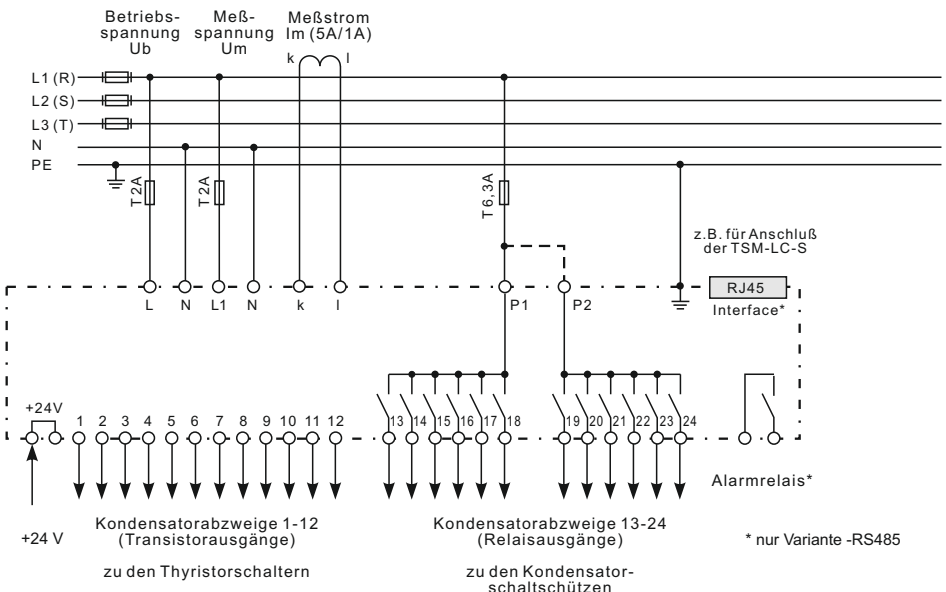 Betriebs-
spannung
Ub
Meß-
spannung
Um
Meßstrom
Im (5A/1A)
k l
L1 (R)
L2 (S)
L3 (T)
N
PE
T2A
T2A
T6,3A
z.B. für Anschluß
der TSM-LC-S
RJ45
Interface*
L N L1 N k l P1 P2
+24V
1 2 3 4 5 6 7 8 9 10 11 12
13 14 15 16 17 18
19 20 21 22 23 24
Alarmrelais*
+24 V
Kondensatorabzweige 1-12
(Transistorausgänge)
zu den Thyristorschaltern
Kondensatorabzweige 13-24
(Relaisausgänge)
zu den Kondensator-
schaltschützen
* nur Variante -RS485